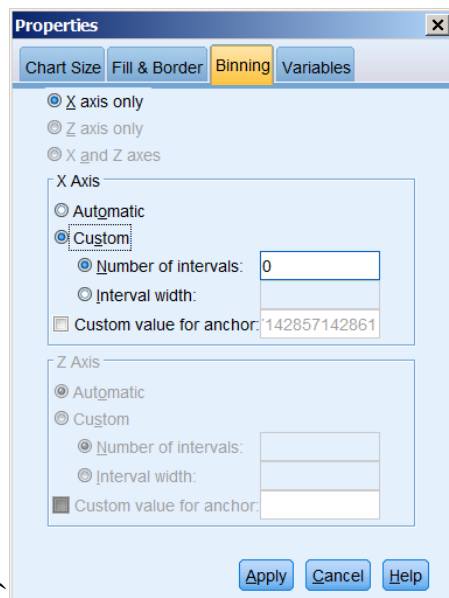 Properties
Chart Size Fill & Border Binning Variables
X axis only
Z axis only
X and Z axes
X Axis
Automatic
Custom
Number of intervals: 0
Interval width:
Custom value for anchor: 142857142861
Z Axis
Automatic
Custom
Number of intervals:
Interval width:
Custom value for anchor:
Apply Cancel Help